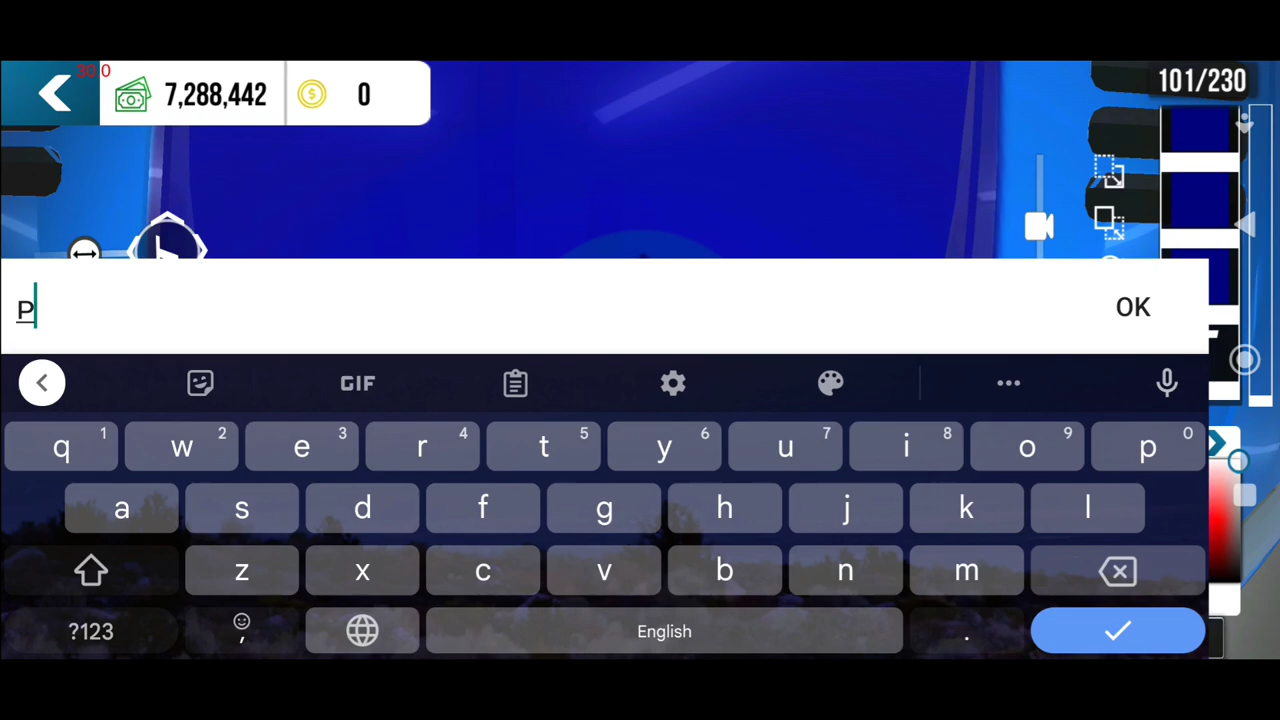 30.0
7,288,442
0
101/230
P
OK
GIF
q 1 w 2 e 3 r 4 t 5 y 6 u 7 i 8 o 9 p 0
a s d f g h j k l
z x c v b n m
?123 , English .